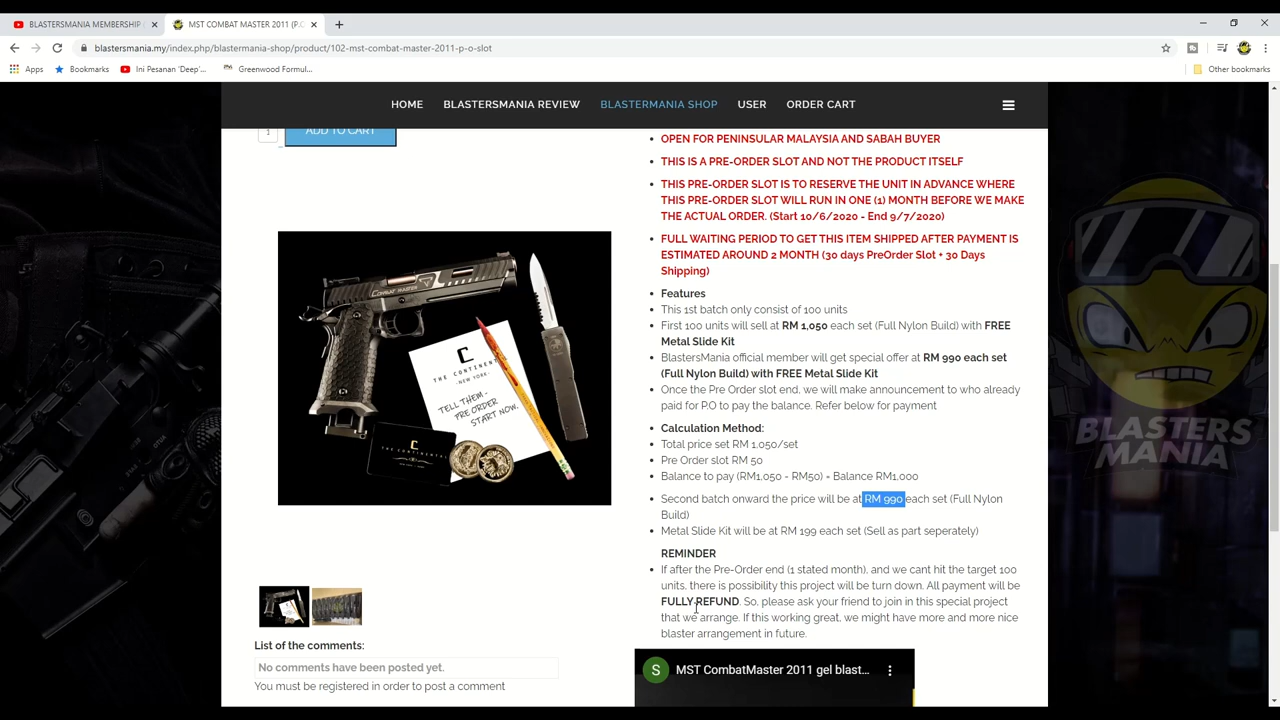 BLASTERSMANIA MEMBERSHIP
MST COMBAT MASTER 2011 (P.O
blastersmania.my/index.php/blastermania-shop/product/102-mst-combat-master-2011-p-o-slot
Apps Bookmarks Ini Pesanan 'Deep'... Greenwood Formul... Other bookmarks
HOME BLASTERSMANIA REVIEW BLASTERMANIA SHOP USER ORDER CART
1 ADD TO CART
• OPEN FOR PENINSULAR MALAYSIA AND SABAH BUYER
• THIS IS A PRE-ORDER SLOT AND NOT THE PRODUCT ITSELF
• THIS PRE-ORDER SLOT IS TO RESERVE THE UNIT IN ADVANCE WHERE
THIS PRE-ORDER SLOT WILL RUN IN ONE (1) MONTH BEFORE WE MAKE
THE ACTUAL ORDER. (Start 10/6/2020 - End 9/7/2020)
• FULL WAITING PERIOD TO GET THIS ITEM SHIPPED AFTER PAYMENT IS
ESTIMATED AROUND 2 MONTH (30 days PreOrder Slot + 30 Days
Shipping)
• Features
• This 1st batch only consist of 100 units
• First 100 units will sell at RM 1,050 each set (Full Nylon Build) with FREE
Metal Slide Kit
• BlastersMania official member will get special offer at RM 990 each set
(Full Nylon Build) with FREE Metal Slide Kit
• Once the Pre Order slot end, we will make announcement to who already
paid for P.O to pay the balance. Refer below for payment
• Calculation Method:
• Total price set RM 1.050/set
• Pre Order slot RM 50
• Balance to pay (RM1,050 - RM50) = Balance RM1,000
• Second batch onward the price will be at RM 990 each set (Full Nylon
Build)
• Metal Slide Kit will be at RM 199 each set (Sell as part seperately)
REMINDER
• If after the Pre-Order end (1 stated month), and we cant hit the target 100
units, there is possibility this project will be turn down. All payment will be
FULLY REFUND. So, please ask your friend to join in this special project
that we arrange. If this working great, we might have more and more nice
blaster arrangement in future.
COMBAT MASTER
C
THE CONTINENTAL
- NEW YORK -
TELL THEM-
PRE ORDER
START NOW.
C
THE CONTINENTAL
List of the comments:
No comments have been posted yet.
You must be registered in order to post a comment
S MST CombatMaster 2011 gel blast...
BLASTERS
MANIA